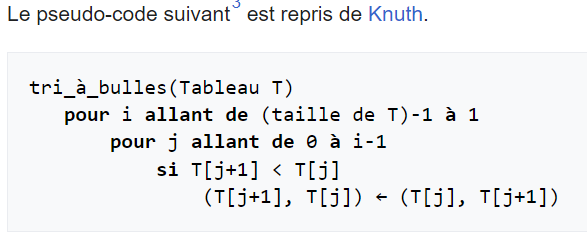 Le pseudo-code suivant³ est repris de Knuth.
tri_à_bulles(Tableau T)
pour i allant de (taille de T)-1 à 1
pour j allant de 0 à i-1
si T[j+1] < T[j]
(T[j+1], T[j]) ← (T[j], T[j+1])